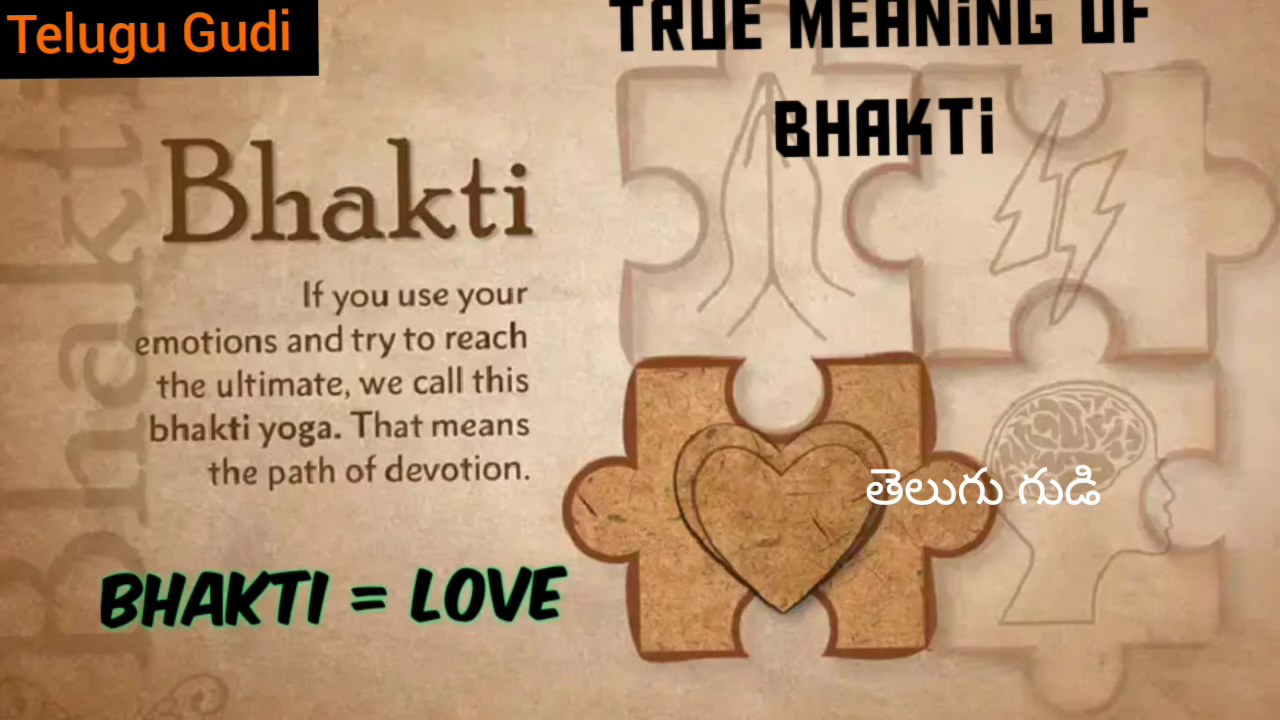 Telugu Gudi
TRUE MEANiNG OF
BHAKTi
Bhakti
Bhakti
If you use your
emotions and try to reach
the ultimate, we call this
bhakti yoga. That means
the path of devotion.
తెలుగు గుడి
BHAKTI = LOVE